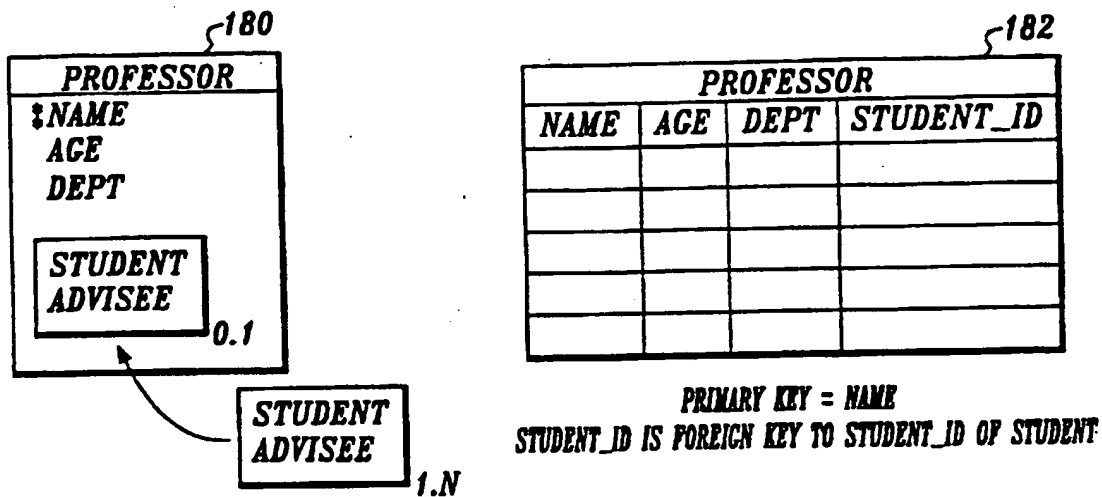 180
PROFESSOR
‡NAME
AGE
DEPT
STUDENT
ADVISEE
0.1
STUDENT
ADVISEE
1.N
182
PROFESSOR
NAME AGE DEPT STUDENT_ID
PRIMARY KEY = NAME
STUDENT_ID IS FOREIGN KEY TO STUDENT_ID OF STUDENT